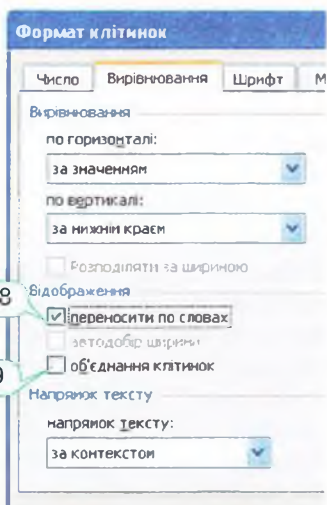 Формат клітинок
Число Вирівнювання Шрифт М
Вирівнювання
по горизонталі:
за значенням
по вертикалі:
за нижнім краєм
Розподіляти за шириною
8
Відображення
переносити по словах
автодобір ширини
9
об'єднання клітинок
Напрямок тексту
напрямок тексту:
за контекстом